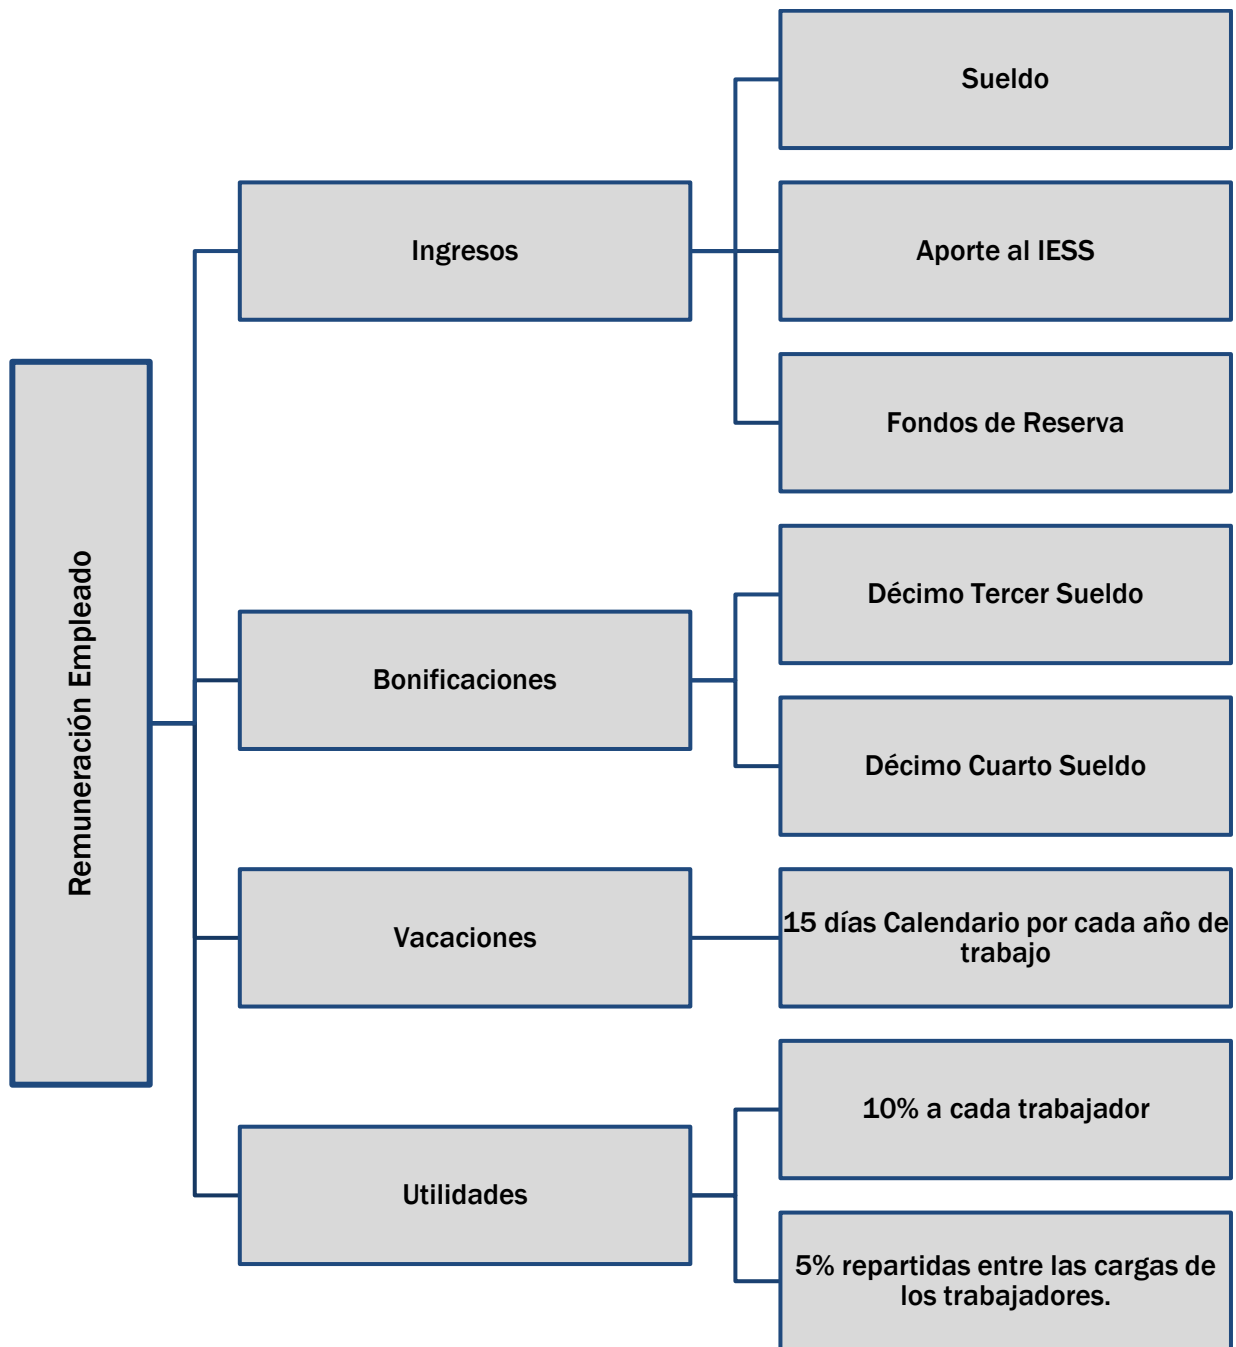 Remuneración Empleado
Ingresos
Sueldo
Aporte al IESS
Fondos de Reserva
Bonificaciones
Décimo Tercer Sueldo
Décimo Cuarto Sueldo
Vacaciones
15 días Calendario por cada año de
trabajo
Utilidades
10% a cada trabajador
5% repartidas entre las cargas de
los trabajadores.